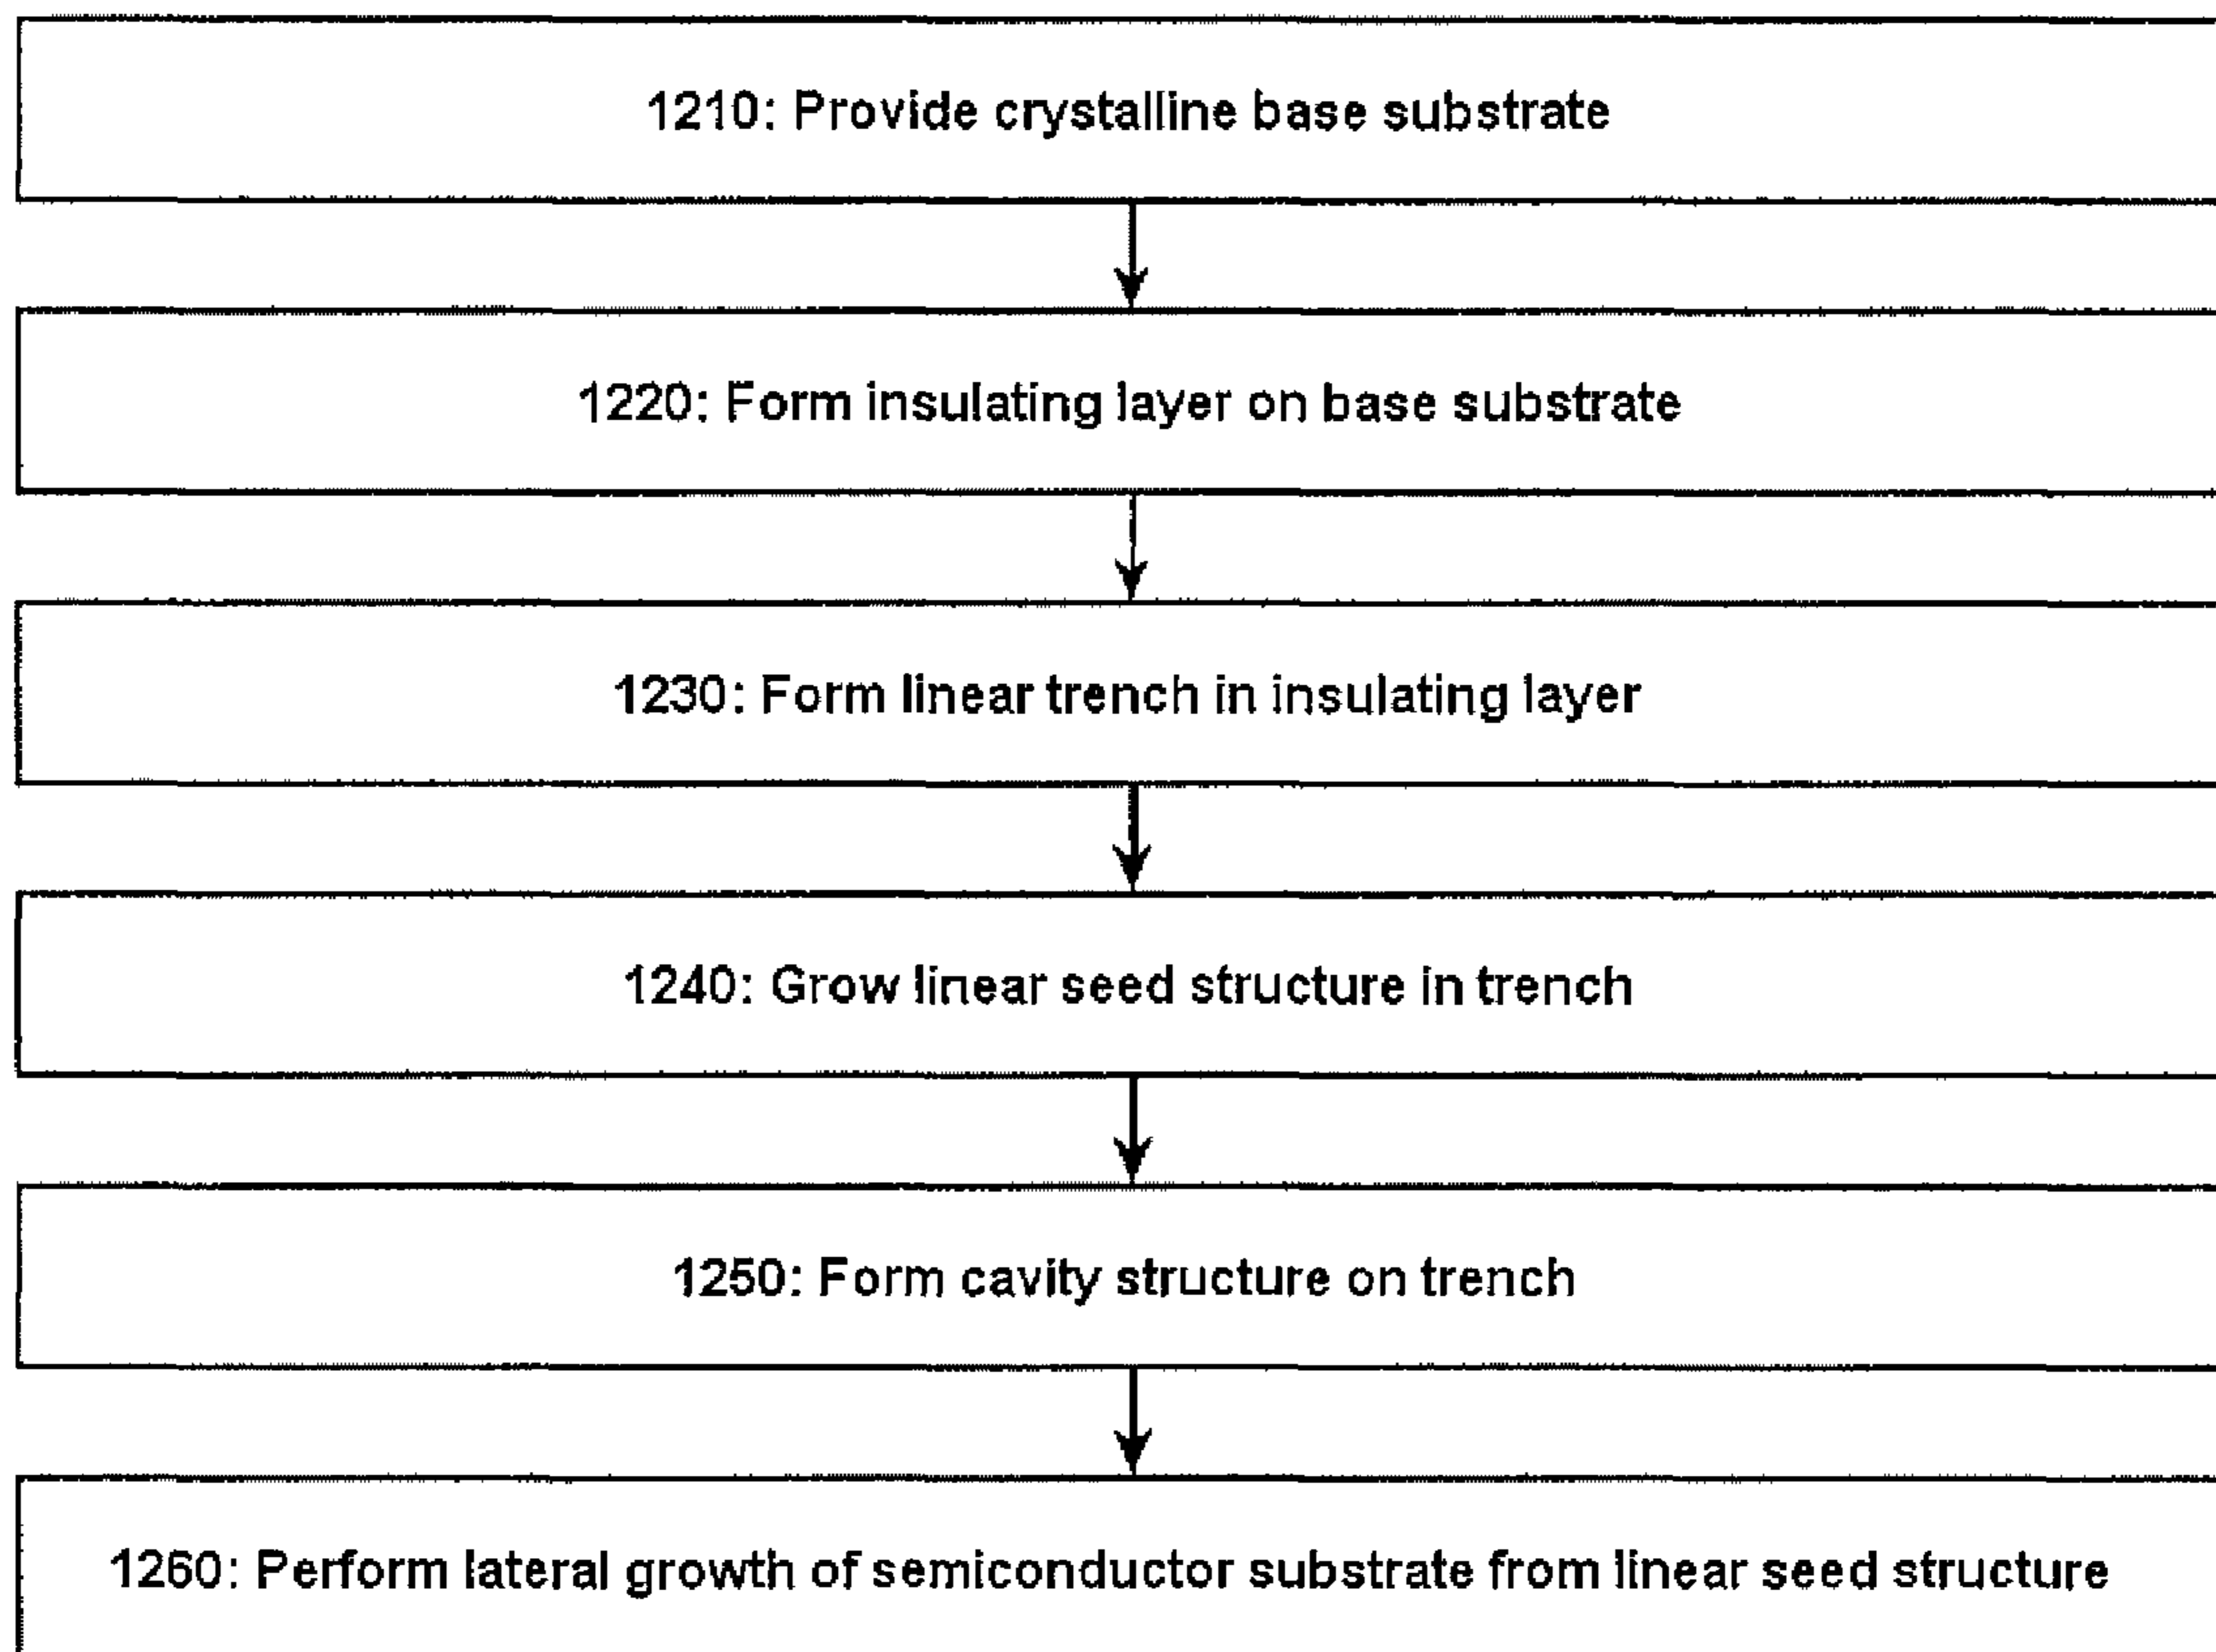 1210: Provide crystalline base substrate
1220: Form insulating layer on base substrate
1230: Form linear trench in insulating layer
1240: Grow linear seed structure in trench
1250: Form cavity structure on trench
1260: Perform lateral growth of semiconductor substrate from linear seed structure